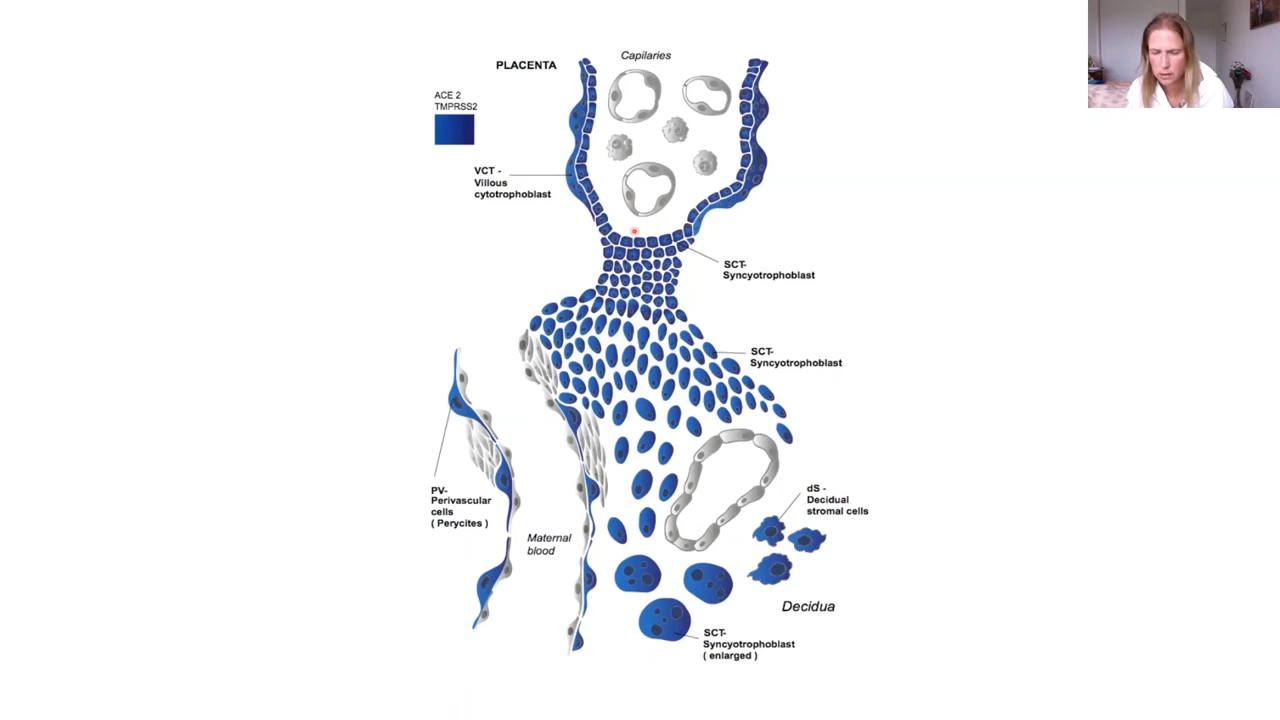 PLACENTA
Capilaries
ACE 2
TMPRSS2
VCT -
Villous
cytotrophoblast
SCT-
Syncyotrophoblast
SCT-
Syncyotrophoblast
PV-
Perivascular
cells
( Perycites )
Maternal
blood
dS -
Decidual
stromal cells
Decidua
SCT-
Syncyotrophoblast
( enlarged )